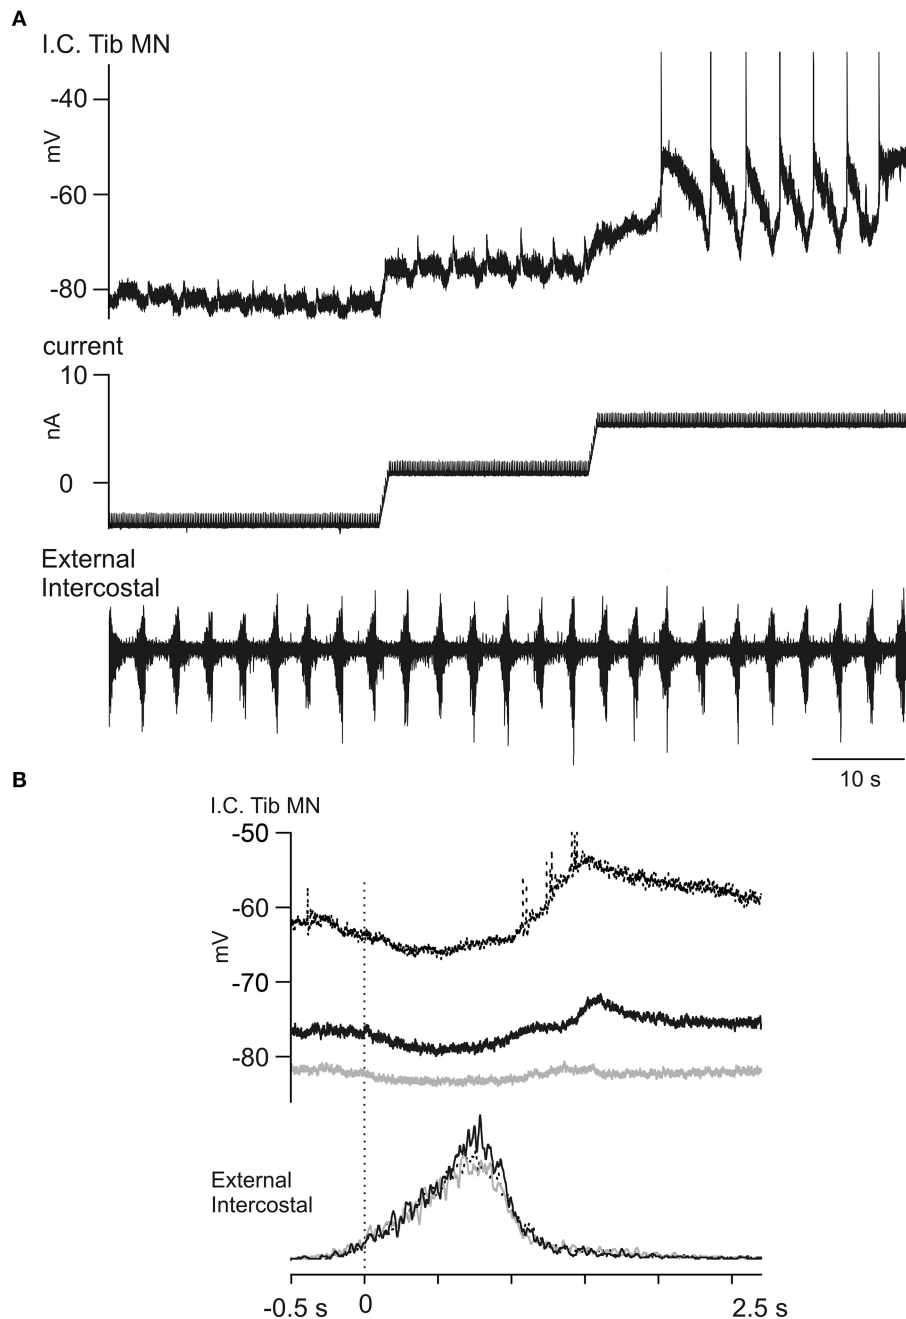 A
I.C. Tib MN
-40
mV
-60
-80
current
10
nA
0
External
Intercostal
10 s
B
I.C. Tib MN
-50
-60
mV
-70
-80
External
Intercostal
-0.5 s
0
2.5 s